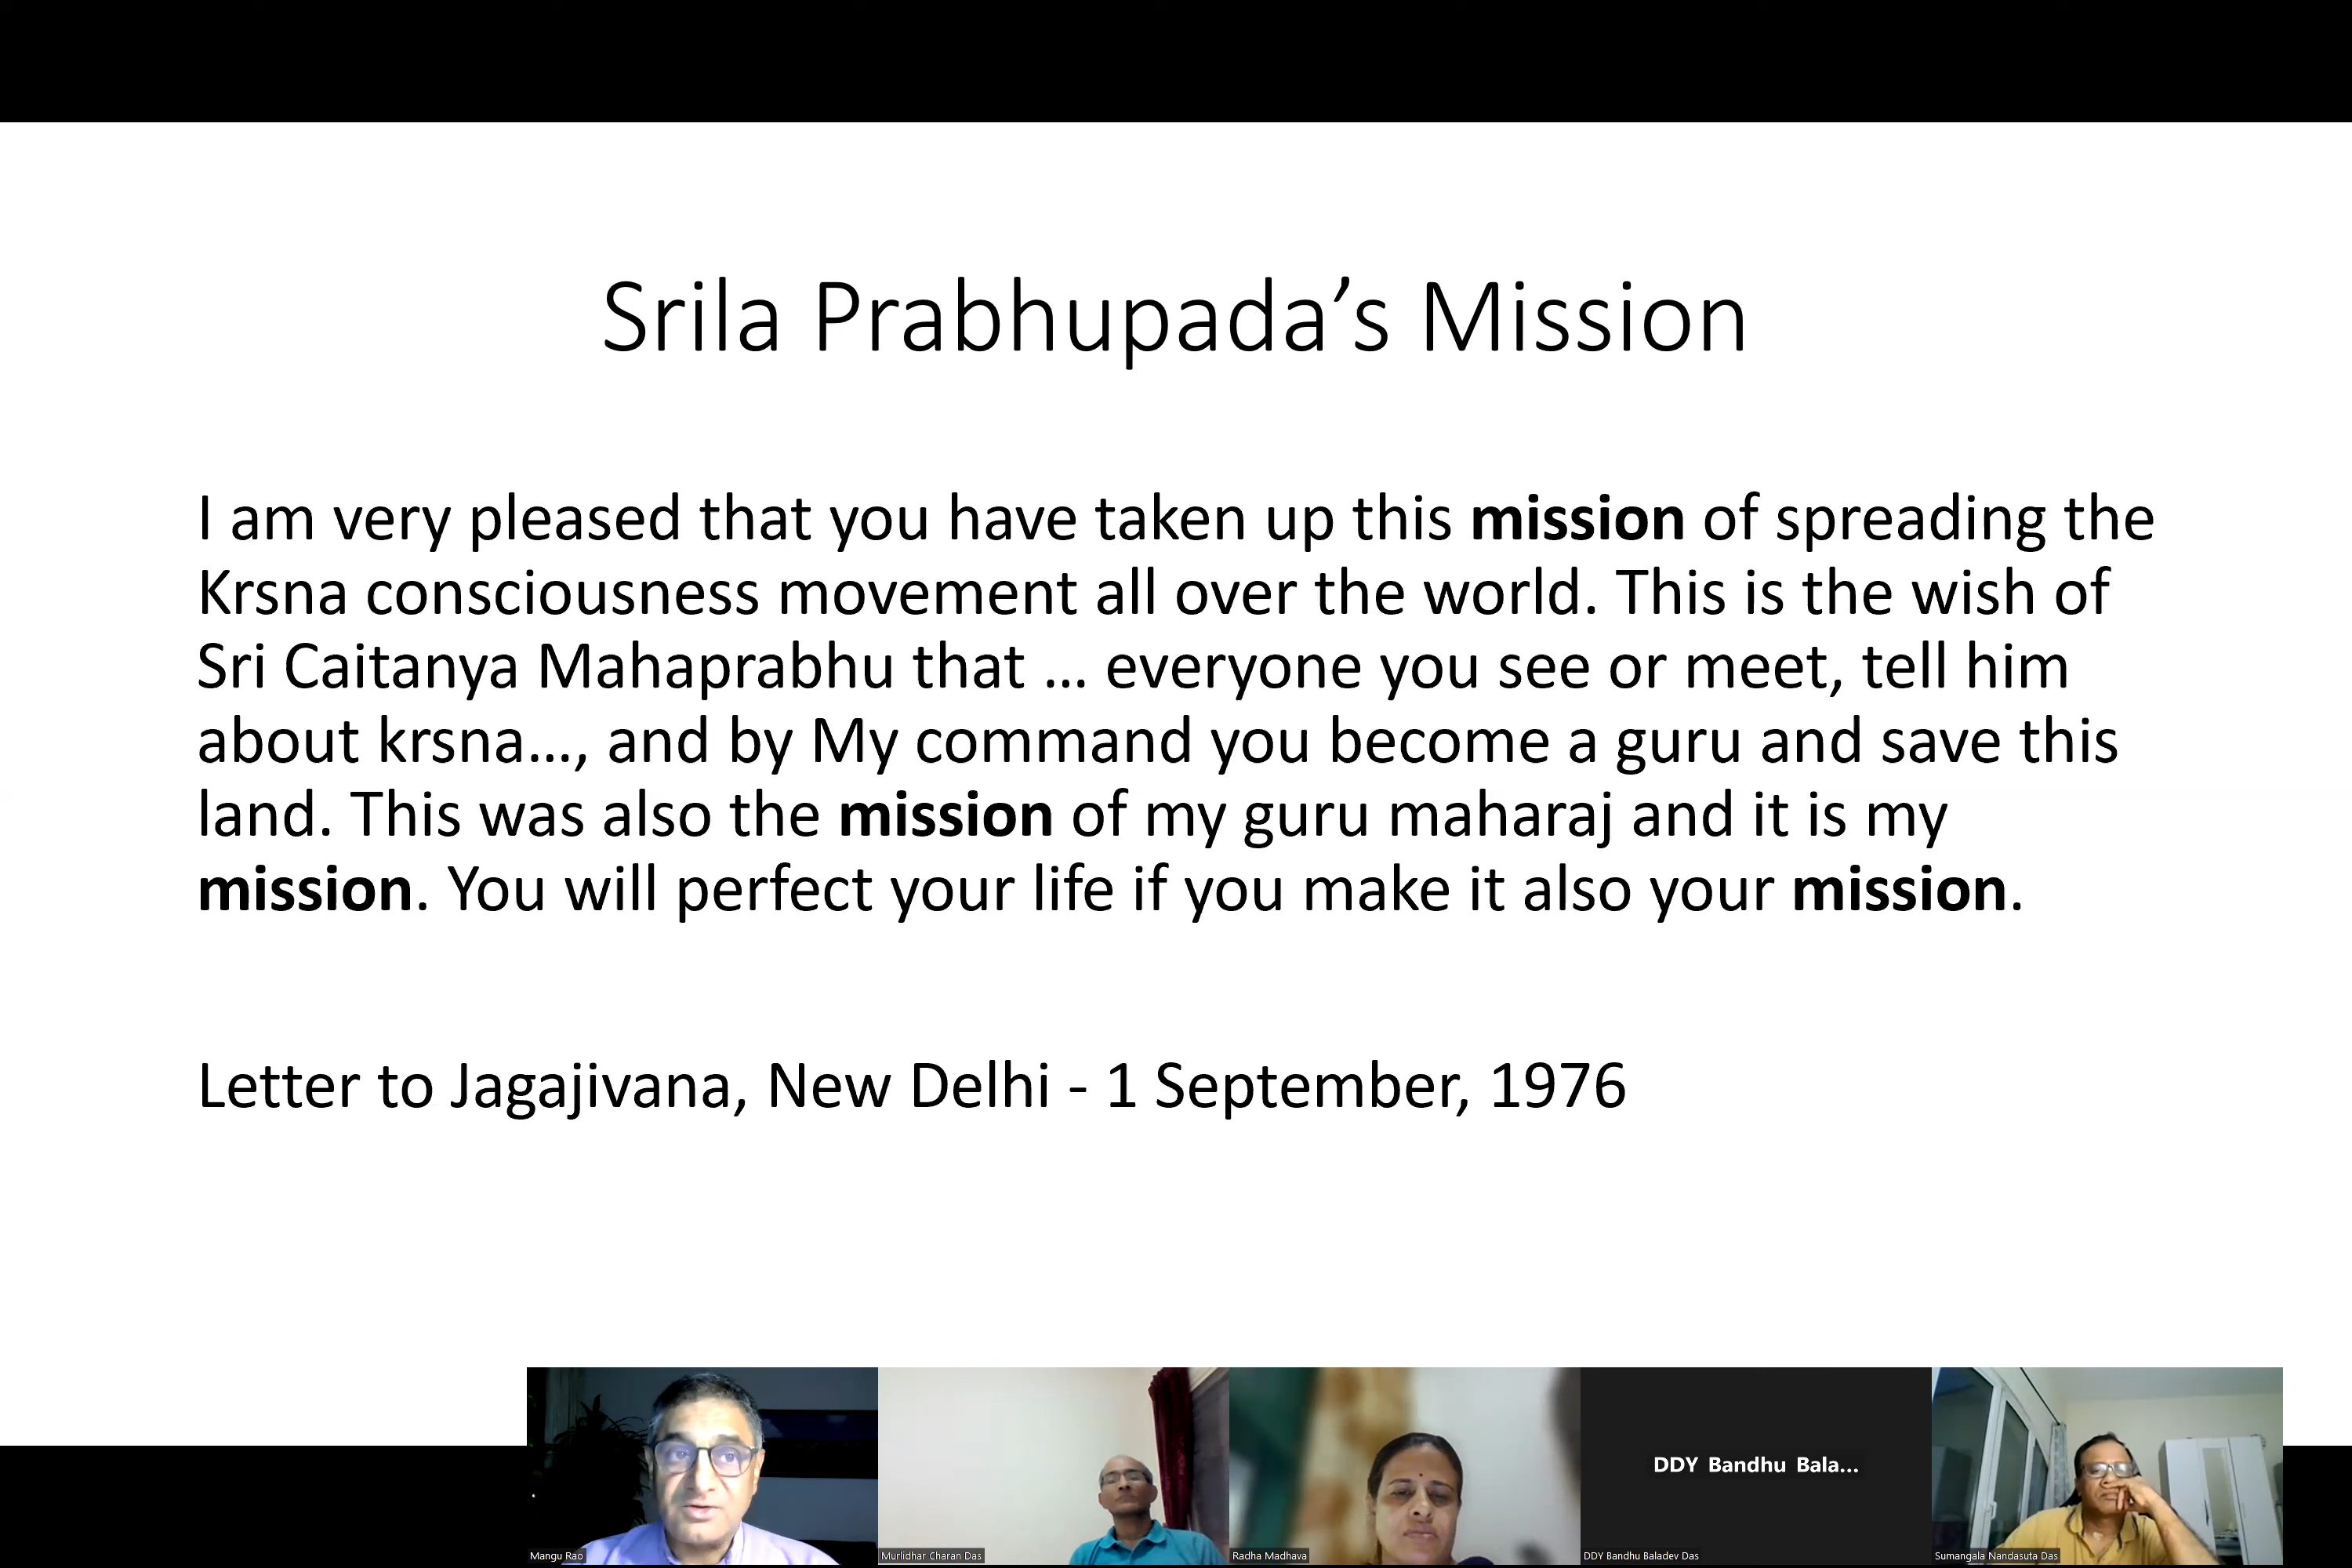 Srila Prabhupada’s Mission
I am very pleased that you have taken up this mission of spreading the
Krsna consciousness movement all over the world. This is the wish of
Sri Caitanya Mahaprabhu that ... everyone you see or meet, tell him
about krsna..., and by My command you become a guru and save this
land. This was also the mission of my guru maharaj and it is my
mission. You will perfect your life if you make it also your mission.
Letter to Jagajivana, New Delhi - 1 September, 1976
DDY Bandhu Bala...
Mangu Rao
Murlidhar Charan Das
Radha Madhava
DDY Bandhu Baladev Das
Sumangala Nandasuta Das